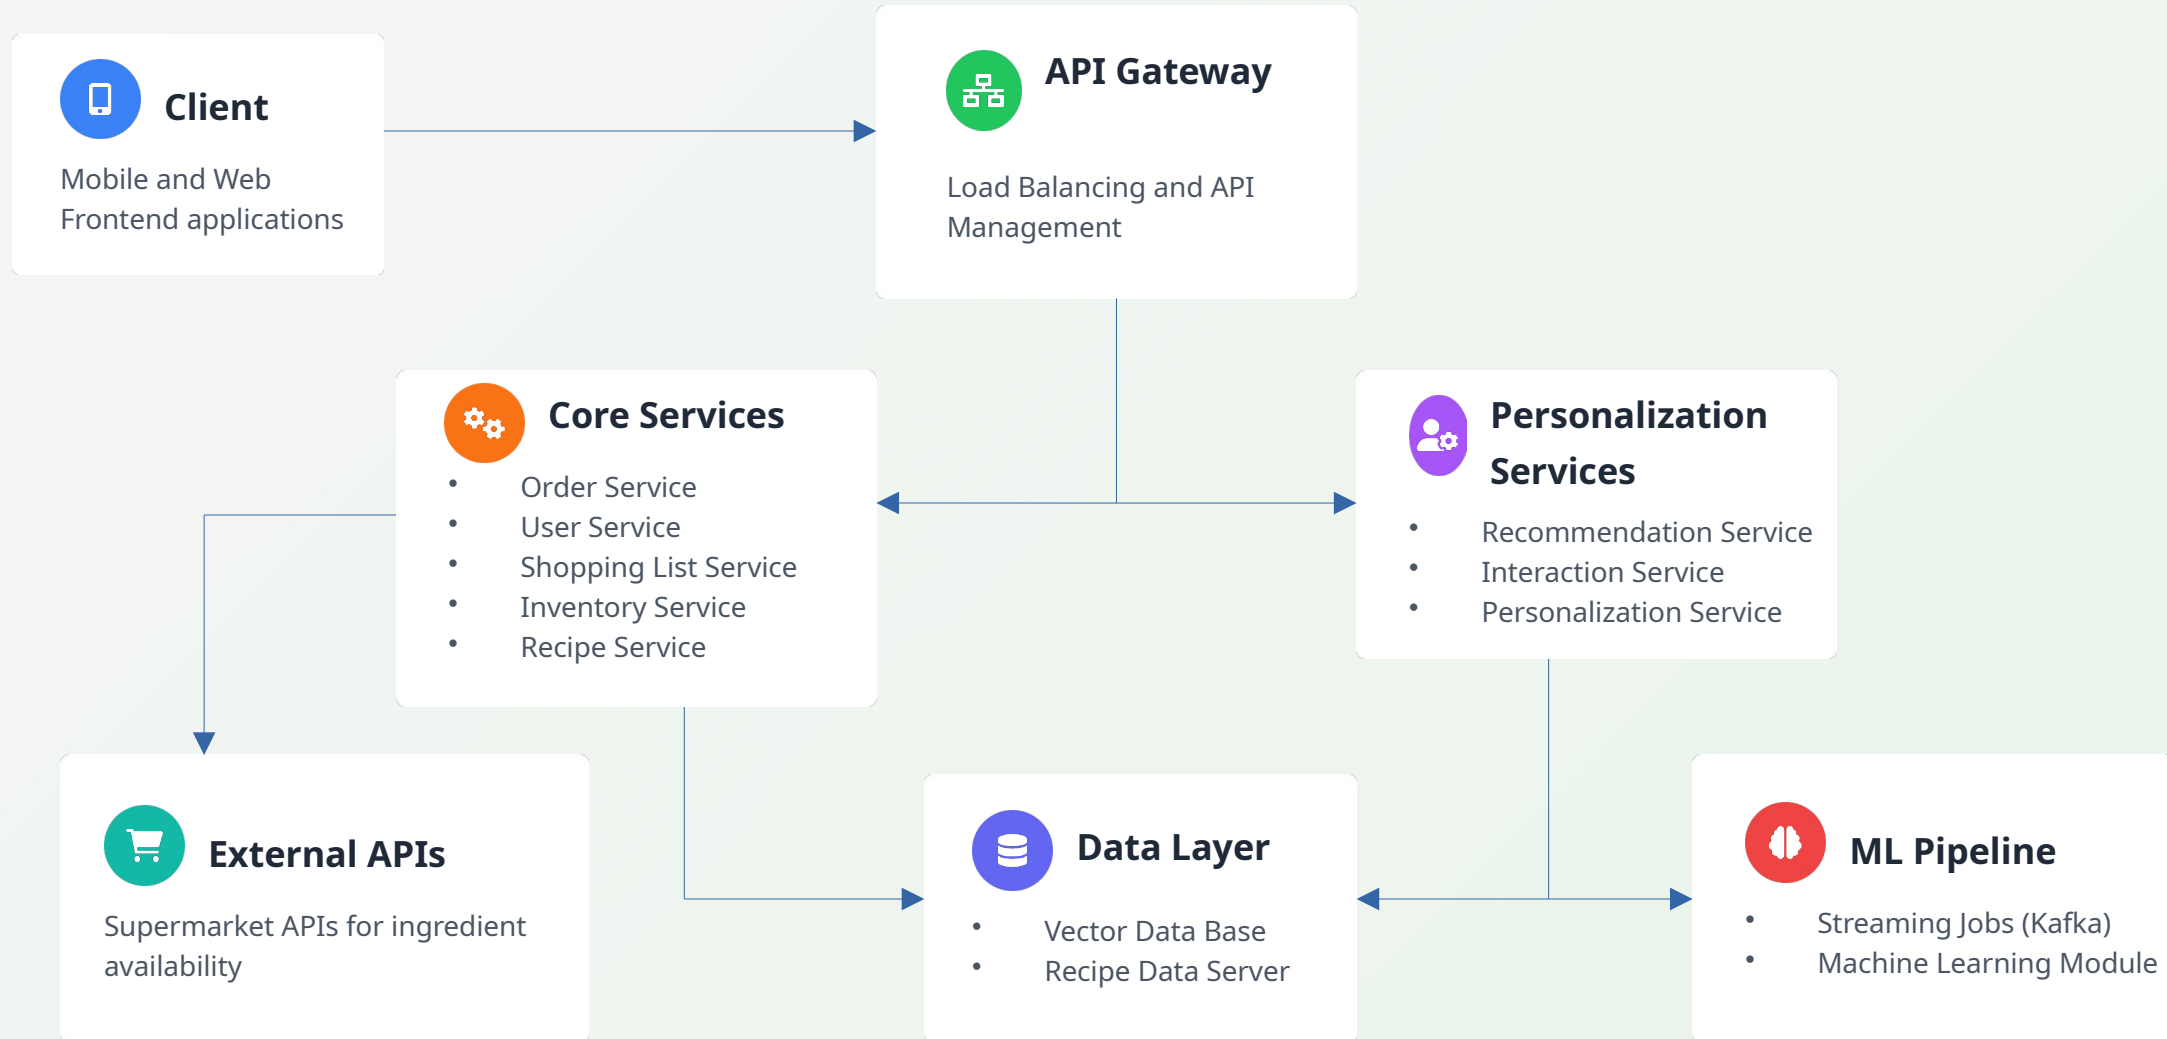 Client
Mobile and Web
Frontend applications
API Gateway
Load Balancing and API
Management
Core Services
• Order Service
• User Service
• Shopping List Service
• Inventory Service
• Recipe Service
Personalization
Services
• Recommendation Service
• Interaction Service
• Personalization Service
External APIs
Supermarket APIs for ingredient
availability
Data Layer
• Vector Data Base
• Recipe Data Server
ML Pipeline
• Streaming Jobs (Kafka)
• Machine Learning Module